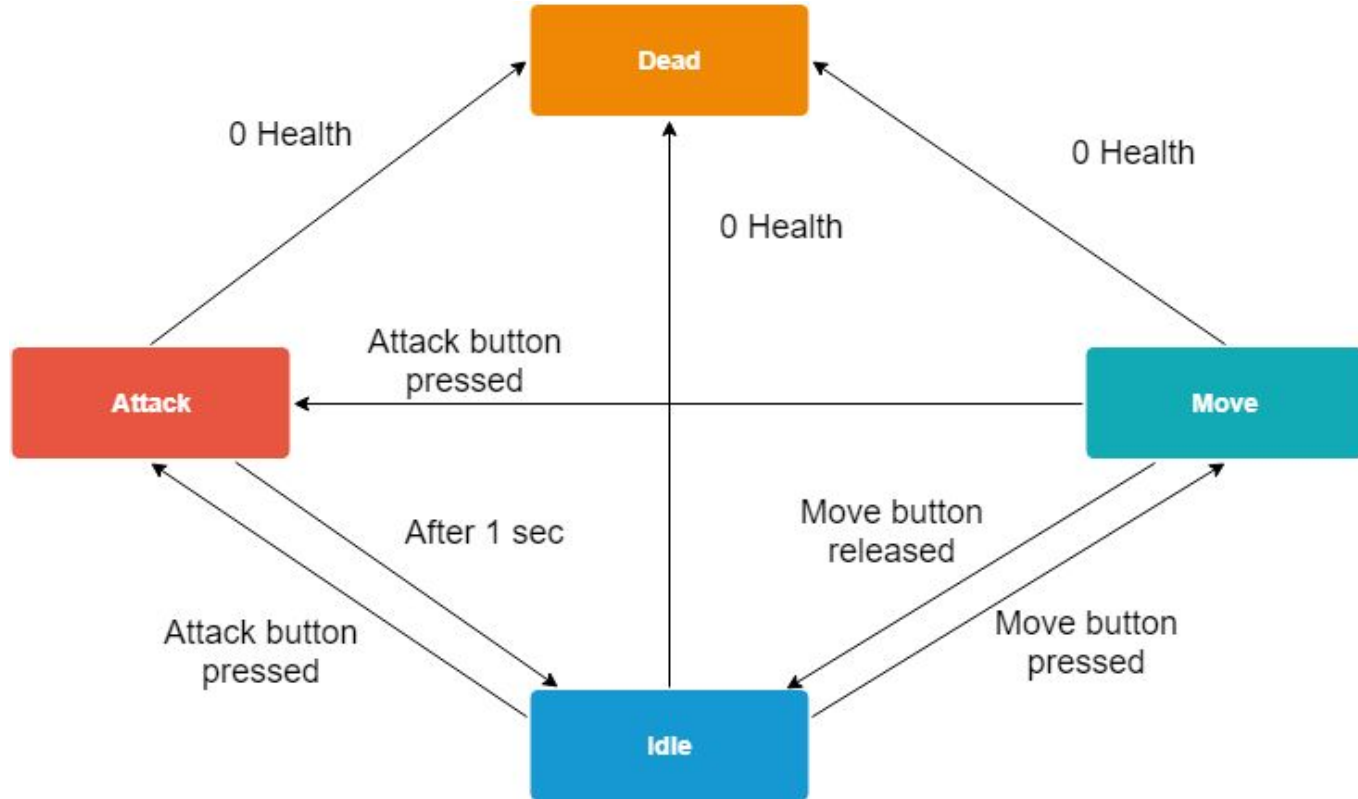 Dead
0 Health
0 Health
0 Health
Attack button
pressed
Attack
Move
After 1 sec
Move button
released
Attack button
pressed
Move button
pressed
Idle